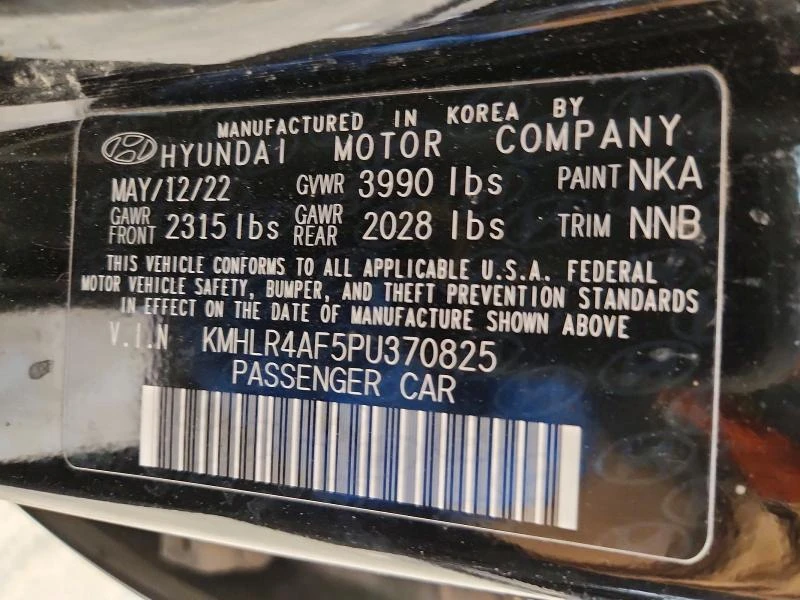 MANUFACTURED IN KOREA BY
HYUNDAI MOTOR COMPANY
MAY/12/22 GVWR 3990 lbs PAINT NKA
GAWR FRONT 2315 lbs GAWR REAR 2028 lbs TRIM NNB
THIS VEHICLE CONFORMS TO ALL APPLICABLE U.S.A. FEDERAL
MOTOR VEHICLE SAFETY, BUMPER, AND THEFT PREVENTION STANDARDS
IN EFFECT ON THE DATE OF MANUFACTURE SHOWN ABOVE
V.I.N KMHLR4AF5PU370825
PASSENGER CAR